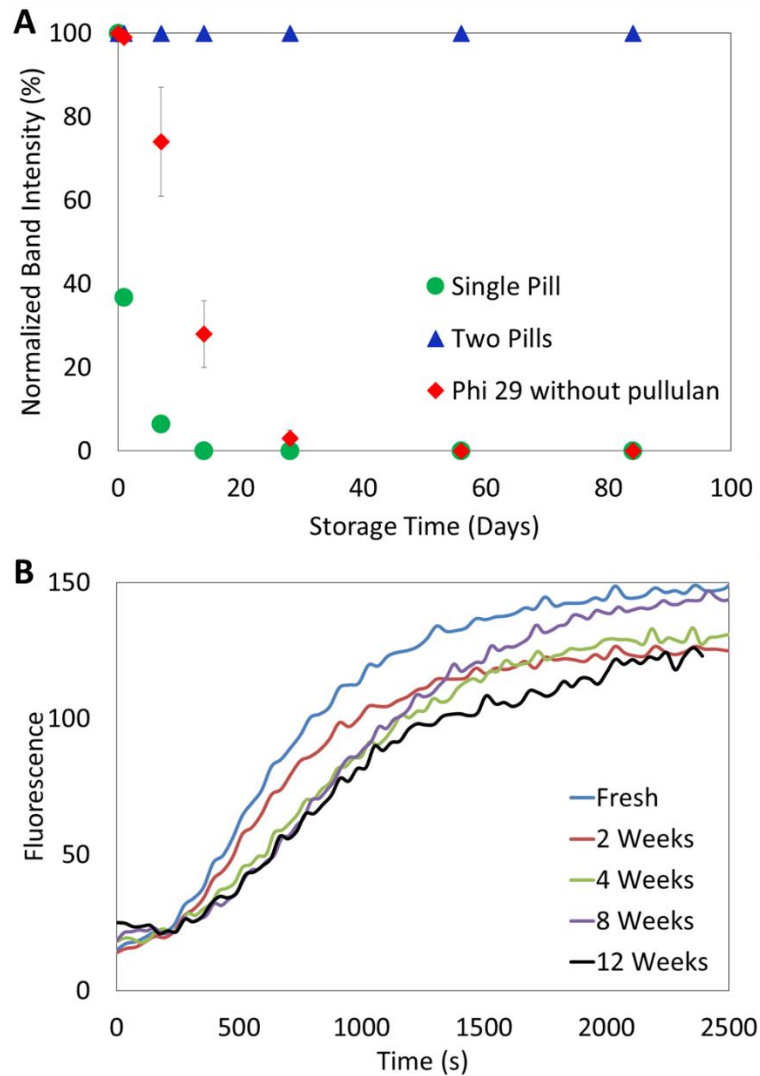 A
Normalized Band Intensity (%)
100
80
60
40
20
0
Single Pill
Two Pills
Phi 29 without pullulan
0 20 40 60 80 100
Storage Time (Days)
B
Fluorescence
150
100
50
0
Fresh
2 Weeks
4 Weeks
8 Weeks
12 Weeks
0 500 1000 1500 2000 2500
Time (s)